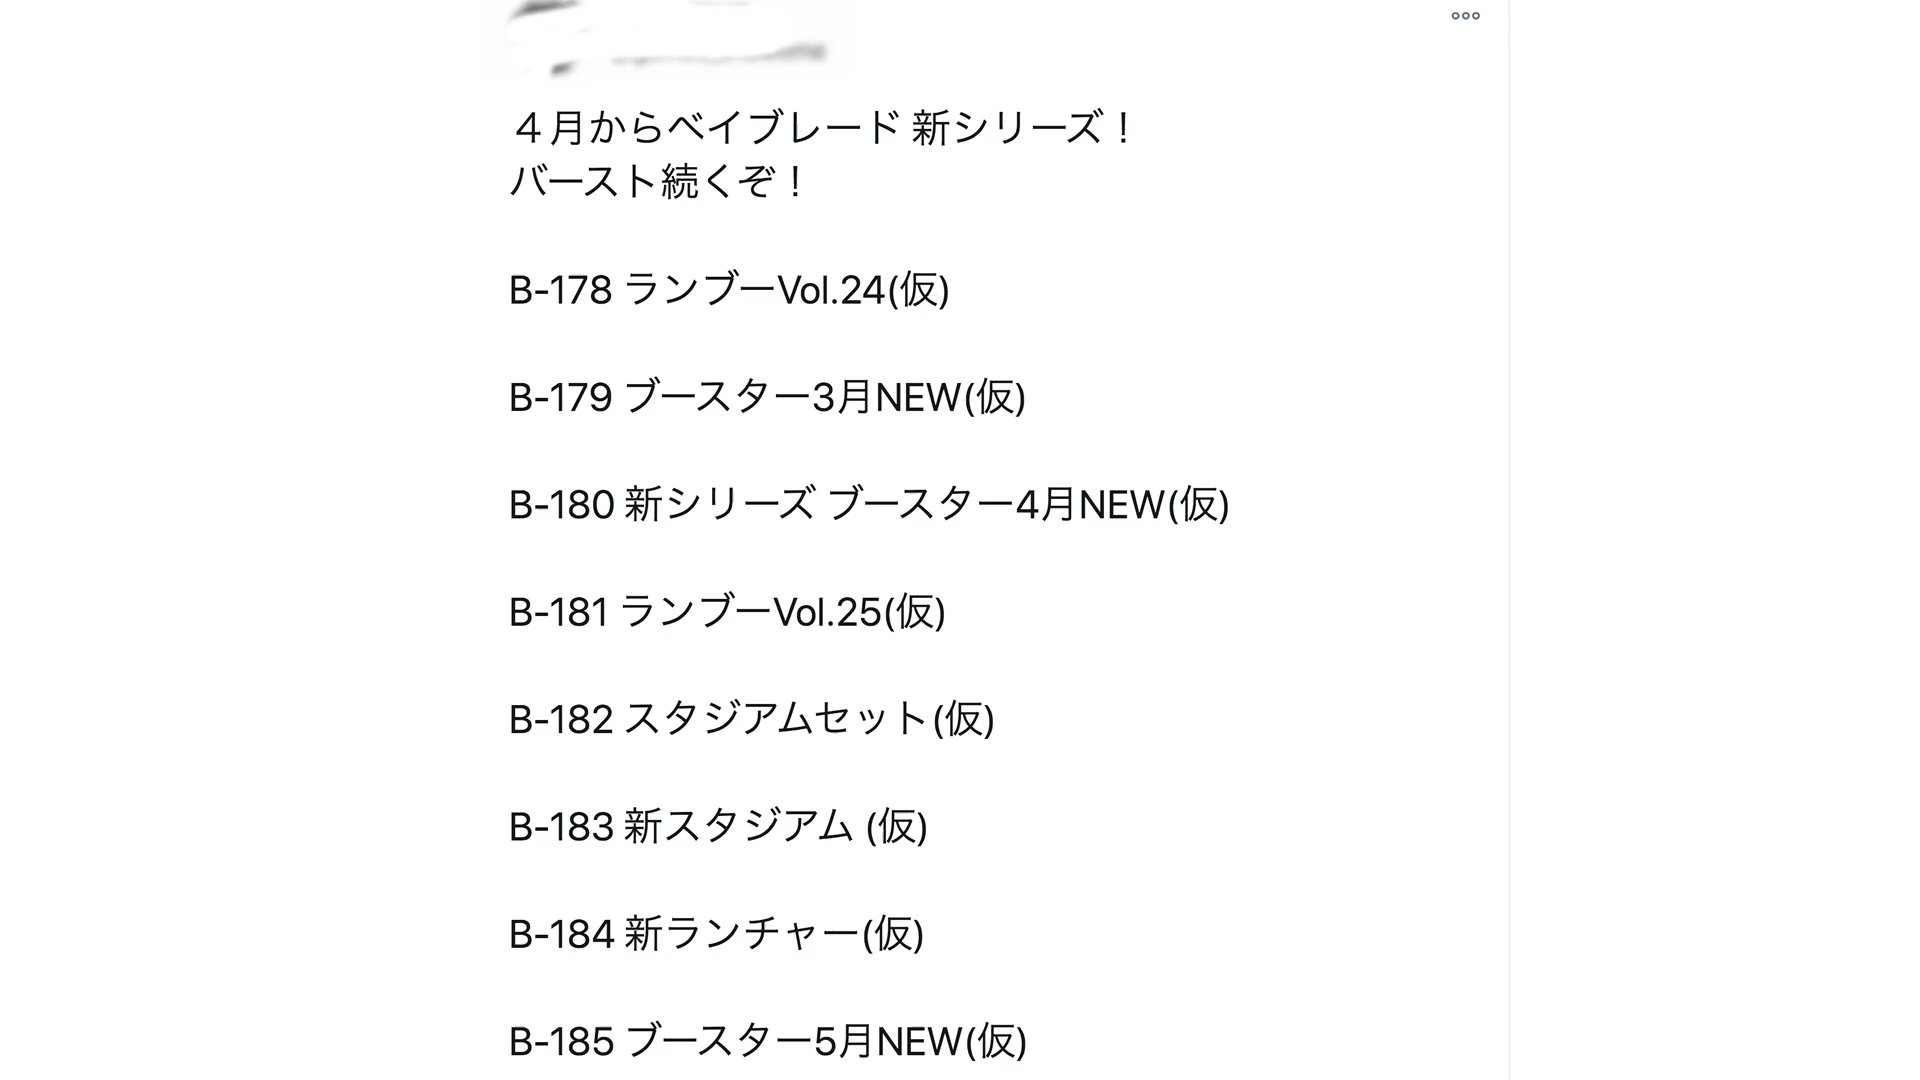 ４月からベイブレード 新シリーズ！
バースト続くぞ！
B-178 ランブーVol.24(仮)
B-179 ブースター3月NEW(仮)
B-180 新シリーズ ブースター4月NEW(仮)
B-181 ランブーVol.25(仮)
B-182 スタジアムセット(仮)
B-183 新スタジアム (仮)
B-184 新ランチャー(仮)
B-185 ブースター5月NEW(仮)